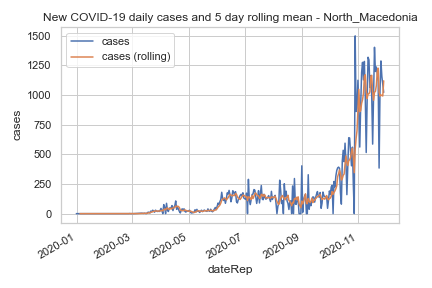 New COVID-19 daily cases and 5 day rolling mean - North_Macedonia
cases
cases (rolling)
1500
1250
1000
750
500
250
0
cases
2020-01
2020-03
2020-05
2020-07
2020-09
2020-11
dateRep